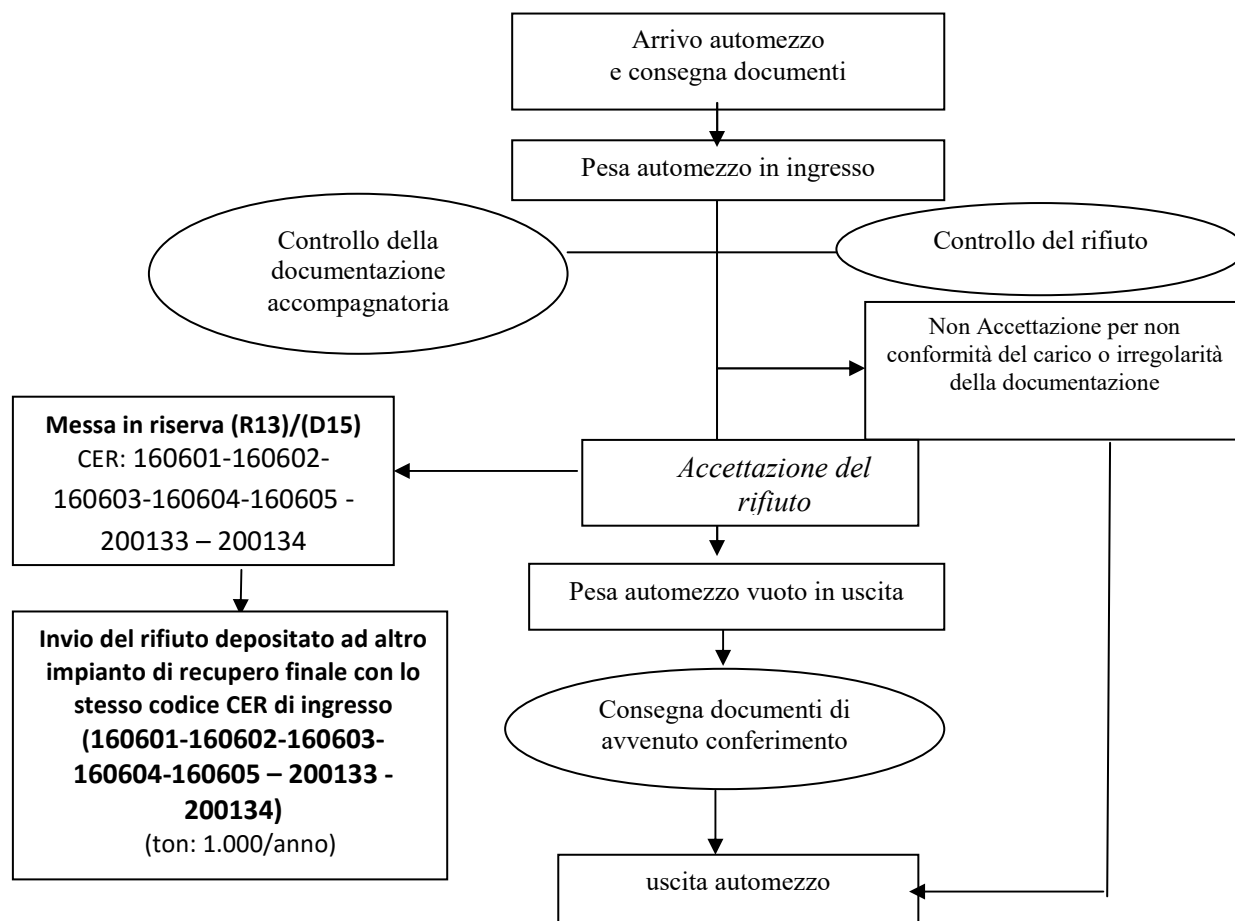 Arrivo automezzo
e consegna documenti
Pesa automezzo in ingresso
Controllo della
documentazione
accompagnatoria
Controllo del rifiuto
Non Accettazione per non
conformità del carico o irregolarità
della documentazione
Messa in riserva (R13)/(D15)
CER: 160601-160602-
160603-160604-160605 -
200133 – 200134
Accettazione del
rifiuto
Pesa automezzo vuoto in uscita
Invio del rifiuto depositato ad altro
impianto di recupero finale con lo
stesso codice CER di ingresso
(160601-160602-160603-
160604-160605 – 200133 -
200134)
(ton: 1.000/anno)
Consegna documenti di
avvenuto conferimento
uscita automezzo